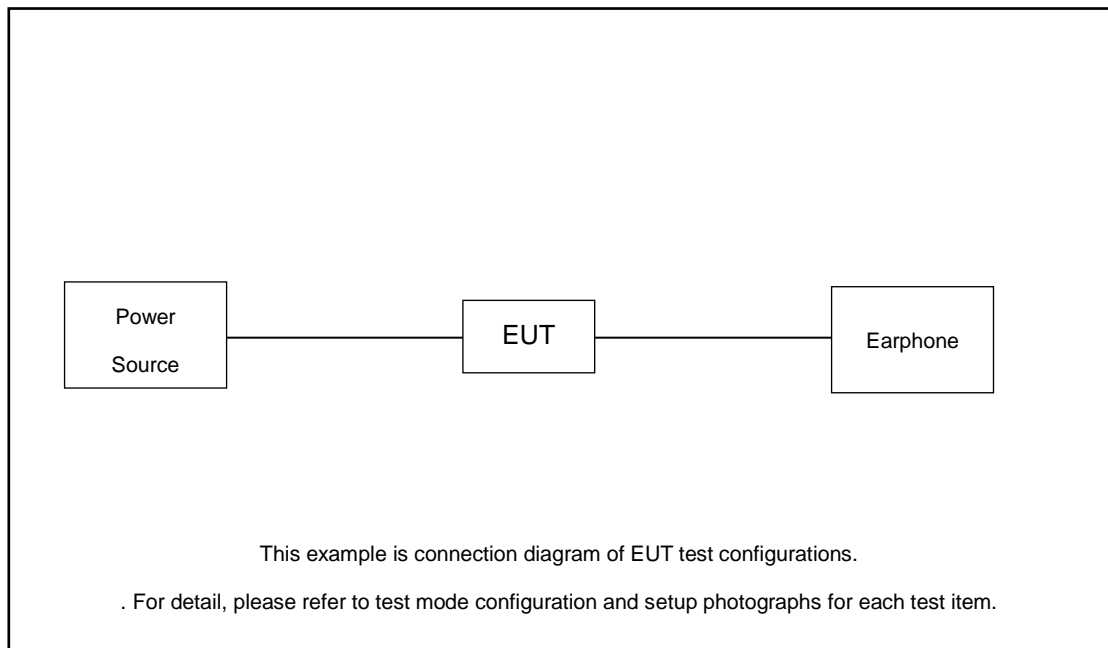 Power
Source
EUT
Earphone
This example is connection diagram of EUT test configurations.
. For detail, please refer to test mode configuration and setup photographs for each test item.